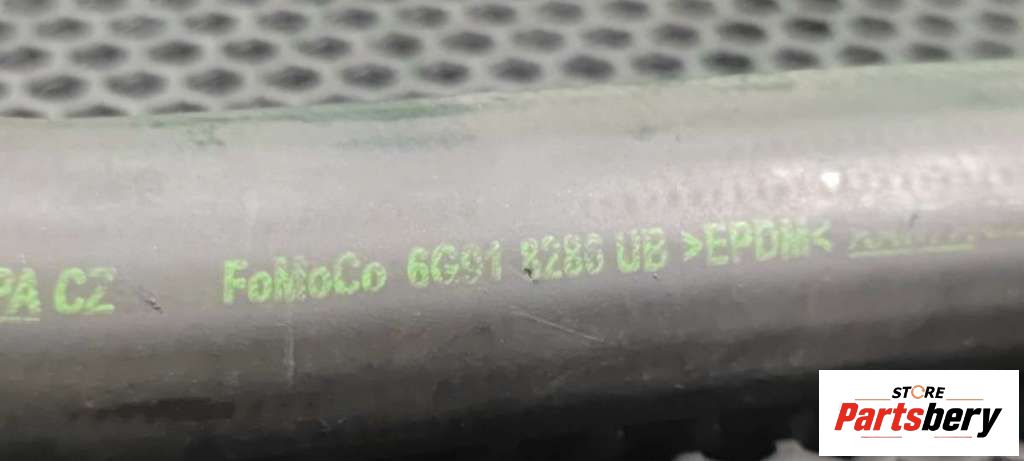 PA CZ FoMoCo 6G91 8286 UB >EPDM<
STORE
Partsbery